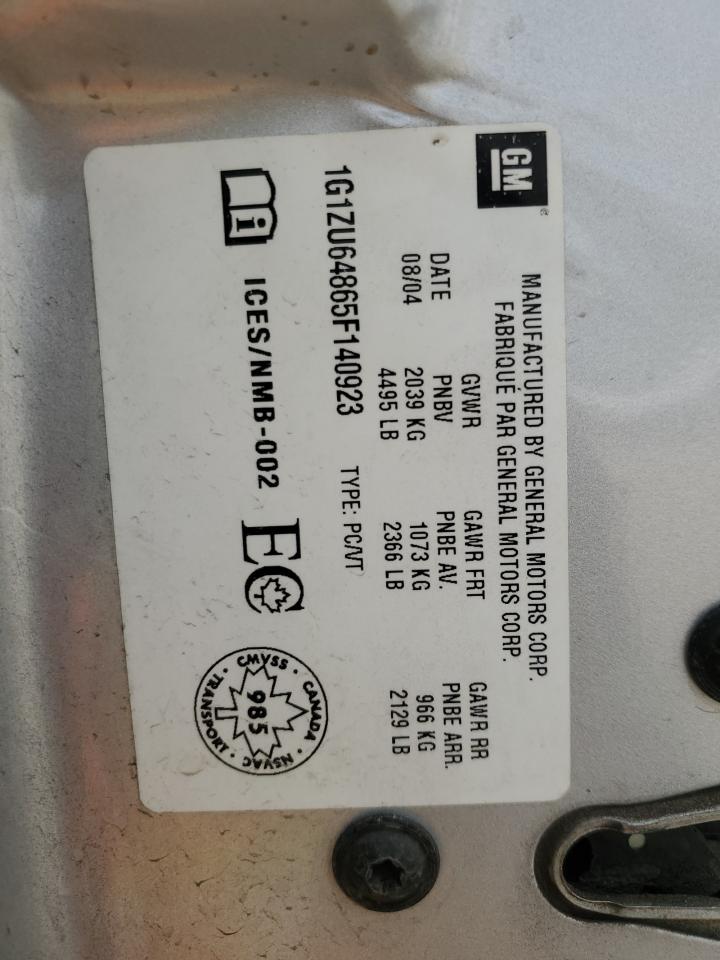 GM
MANUFACTURED BY GENERAL MOTORS CORP.
FABRIQUÉ PAR GENERAL MOTORS CORP.
DATE GVWR GAWR FRT GAWR RR
08/04 PNBV PNBE AV. PNBE ARR.
2039 KG 1073 KG 966 KG
4495 LB 2366 LB 2129 LB
1G1ZU64865F140923 TYPE: PC/VT
i ICES/NMB-002 EC
CANADA · CMVSS · TRANSPORT · NSVAC ·
985